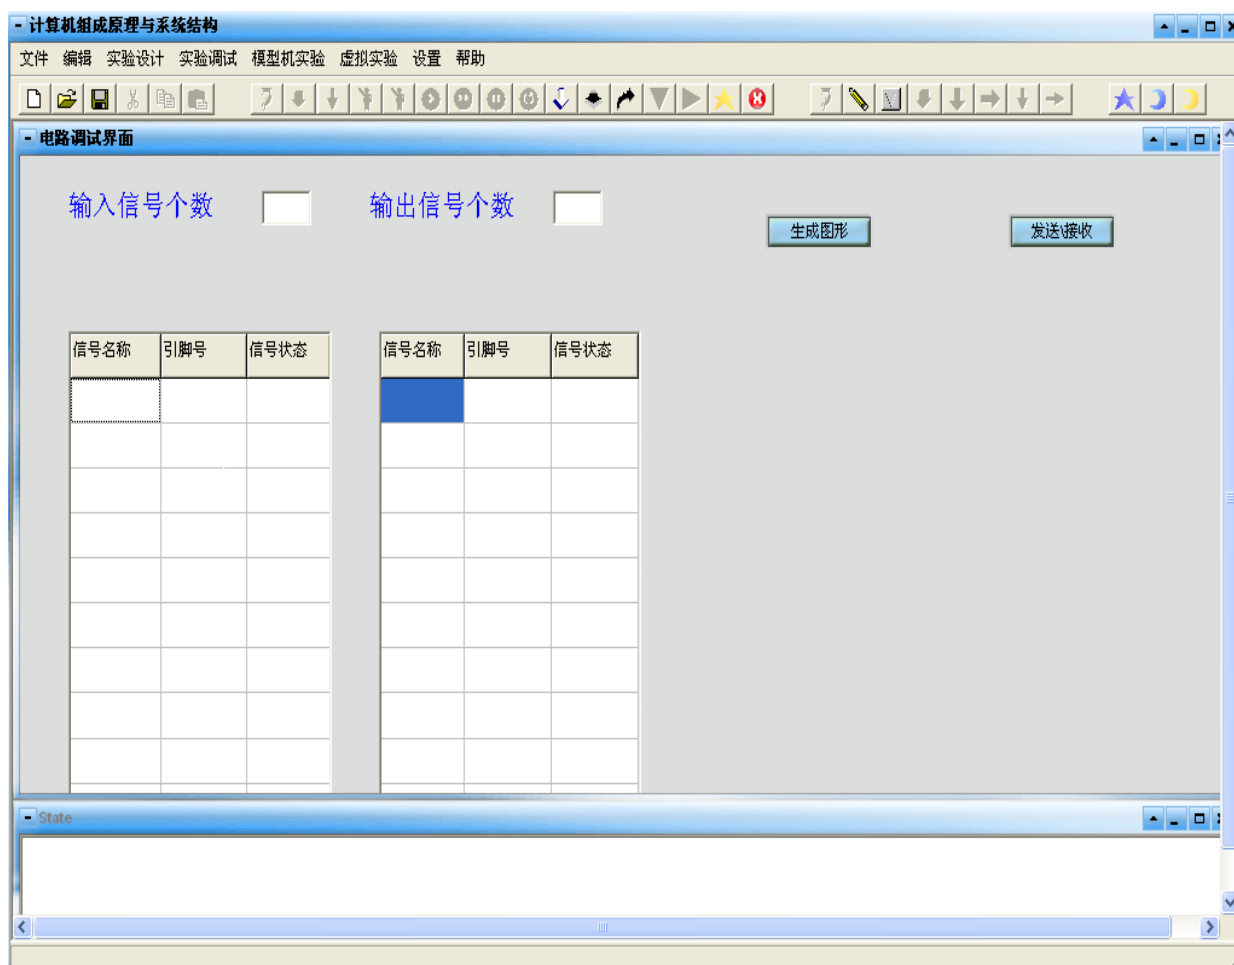 计算机组成原理与系统结构
文件 编辑 实验设计 实验调试 模型机实验 虚拟实验 设置 帮助
电路调试界面
输入信号个数 输出信号个数
生成图形 发送\接收
信号名称 引脚号 信号状态 信号名称 引脚号 信号状态
State